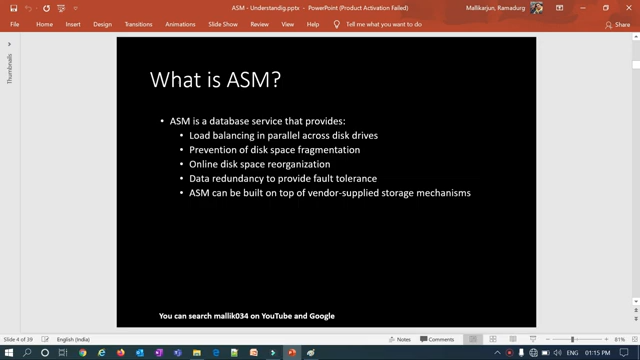 ASM - Understandig.pptx - PowerPoint (Product Activation Failed)
Mallikarjun, Ramadurg
File
Home
Insert
Design
Transitions
Animations
Slide Show
Review
View
Tell me what you want to do
Share
Thumbnails
What is ASM?
• ASM is a database service that provides:
• Load balancing in parallel across disk drives
• Prevention of disk space fragmentation
• Online disk space reorganization
• Data redundancy to provide fault tolerance
• ASM can be built on top of vendor-supplied storage mechanisms
You can search mallik034 on YouTube and Google
Slide 4 of 39
English (India)
Notes
Comments
81%
ENG
01:15 PM